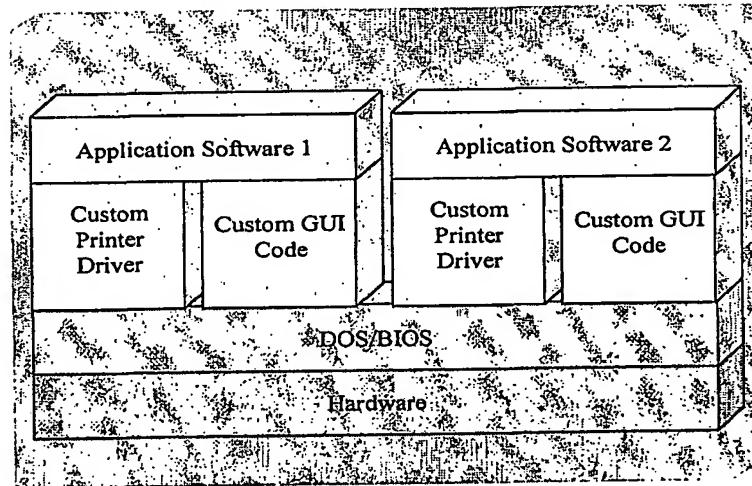 Application Software 1
Application Software 2
Custom
Printer
Driver
Custom GUI
Code
Custom
Printer
Driver
Custom GUI
Code
DOS/BIOS
Hardware